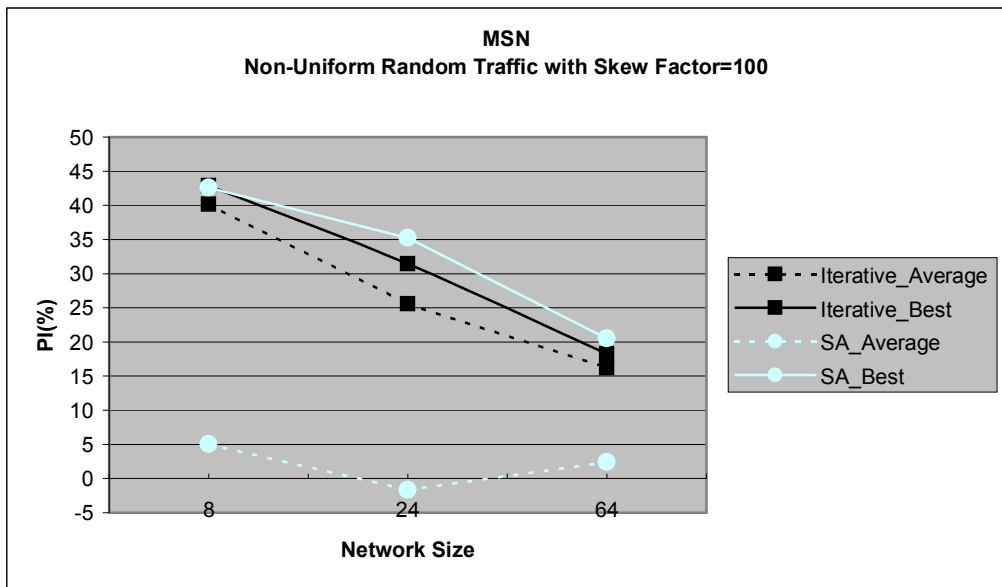 MSN
Non-Uniform Random Traffic with Skew Factor=100
50
45
40
35
30
25
20
15
10
5
0
-5
PI(%)
8
24
64
Network Size
Iterative_Average
Iterative_Best
SA_Average
SA_Best